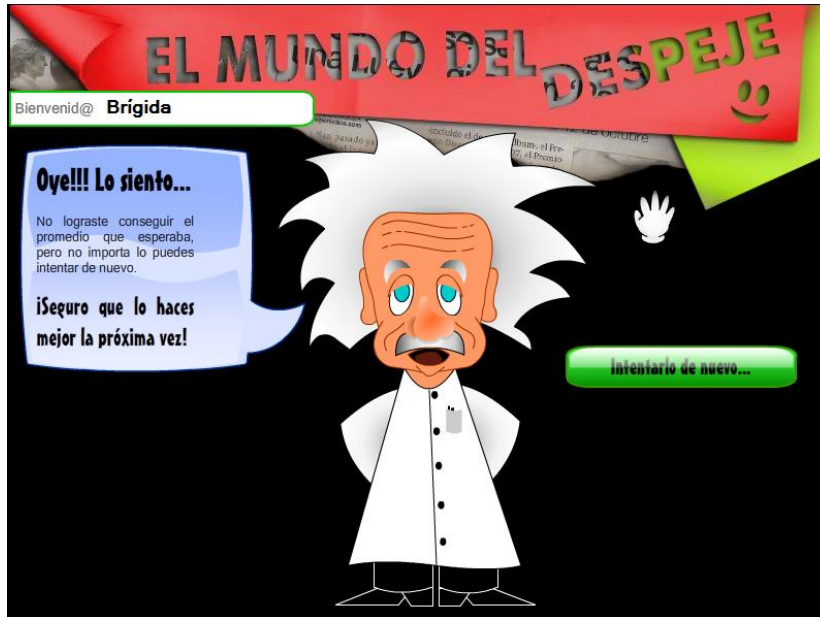 EL MUNDO DEL DESPEJE
Bienvenid@ Brígida
Oye!!! Lo siento...
No lograste conseguir el
promedio que esperaba,
pero no importa lo puedes
intentar de nuevo.
¡Seguro que lo haces
mejor la próxima vez!
Intentarlo de nuevo...